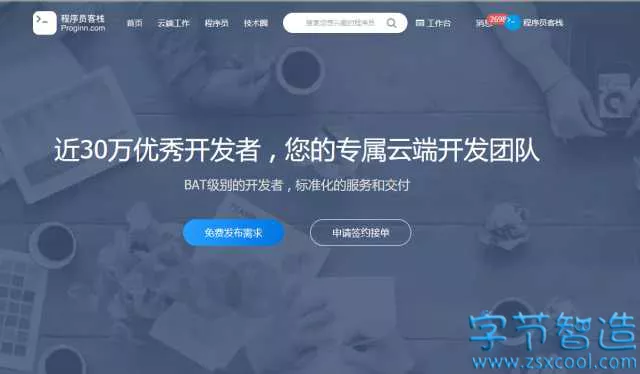 程序员客栈
Proginn.com
首页
云端工作
程序员
技术圈
工作台
消息
2698
程序员客栈
近30万优秀开发者，您的专属云端开发团队
BAT级别的开发者，标准化的服务和交付
免费发布需求
申请签约接单
字节智造
www.zsxcool.com